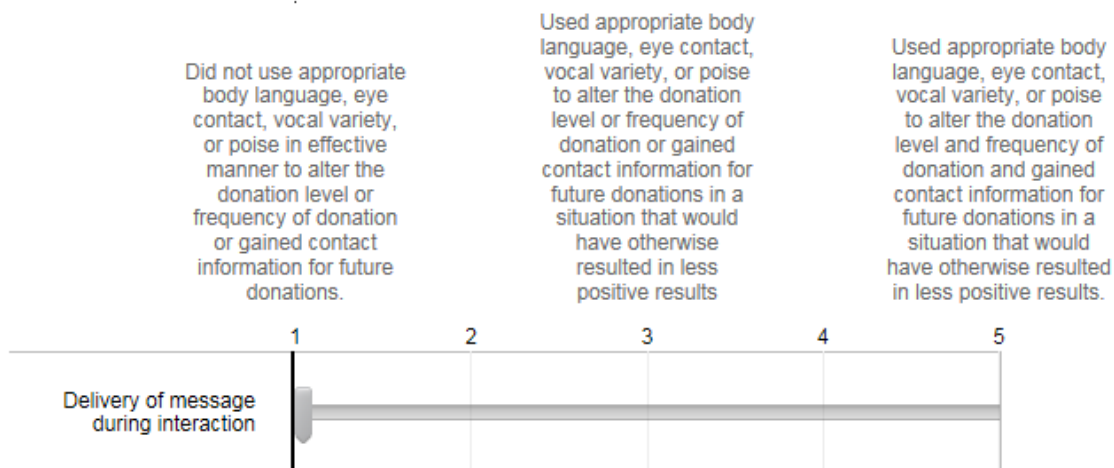 Did not use appropriate
body language, eye
contact, vocal variety,
or poise in effective
manner to alter the
donation level or
frequency of donation
or gained contact
information for future
donations.
Used appropriate body
language, eye contact,
vocal variety, or poise
to alter the donation
level or frequency of
donation or gained
contact information for
future donations in a
situation that would
have otherwise
resulted in less
positive results
Used appropriate body
language, eye contact,
vocal variety, or poise
to alter the donation
level and frequency of
donation and gained
contact information for
future donations in a
situation that would
have otherwise resulted
in less positive results.
1 2 3 4 5
Delivery of message
during interaction